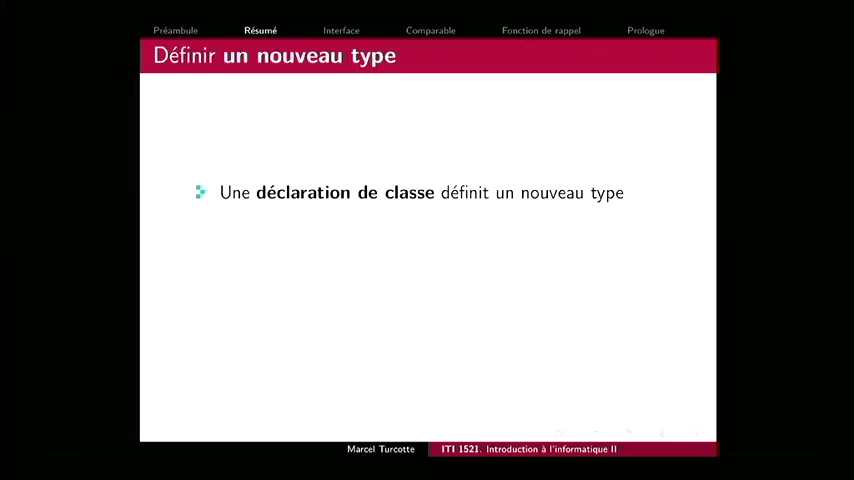 Préambule Résumé Interface Comparable Fonction de rappel Prologue
Définir un nouveau type
Une déclaration de classe définit un nouveau type
Marcel Turcotte ITI 1521. Introduction à l'informatique II